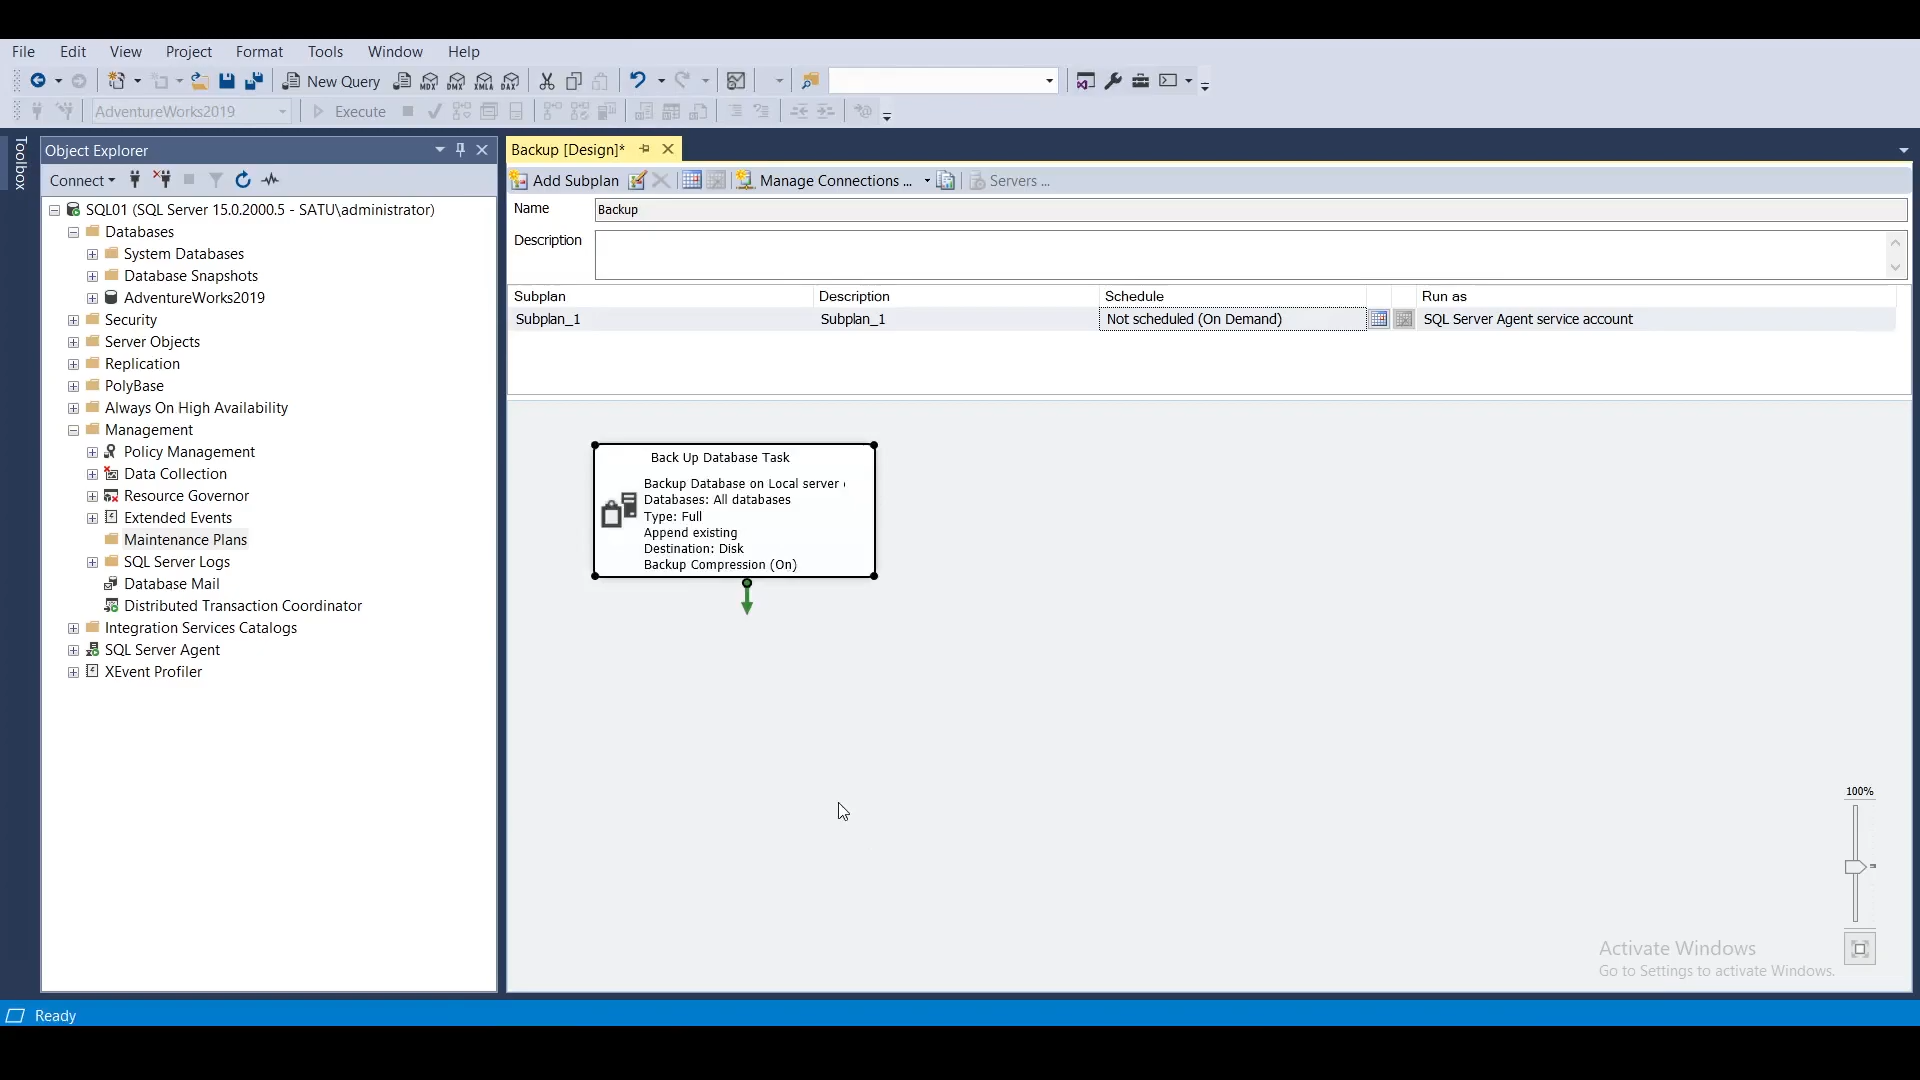 File Edit View Project Format Tools Window Help
New Query MDX DMX XMLA DAX
AdventureWorks2019 Execute
Toolbox
Object Explorer
Connect
SQL01 (SQL Server 15.0.2000.5 - SATU\administrator)
Databases
System Databases
Database Snapshots
AdventureWorks2019
Security
Server Objects
Replication
PolyBase
Always On High Availability
Management
Policy Management
Data Collection
Resource Governor
Extended Events
Maintenance Plans
SQL Server Logs
Database Mail
Distributed Transaction Coordinator
Integration Services Catalogs
SQL Server Agent
XEvent Profiler
Backup [Design]*
Add Subplan Manage Connections ... Servers ...
Name Backup
Description
Subplan Description Schedule Run as
Subplan_1 Subplan_1 Not scheduled (On Demand) SQL Server Agent service account
Back Up Database Task
Backup Database on Local server
Databases: All databases
Type: Full
Append existing
Destination: Disk
Backup Compression (On)
100%
Activate Windows
Go to Settings to activate Windows.
Ready